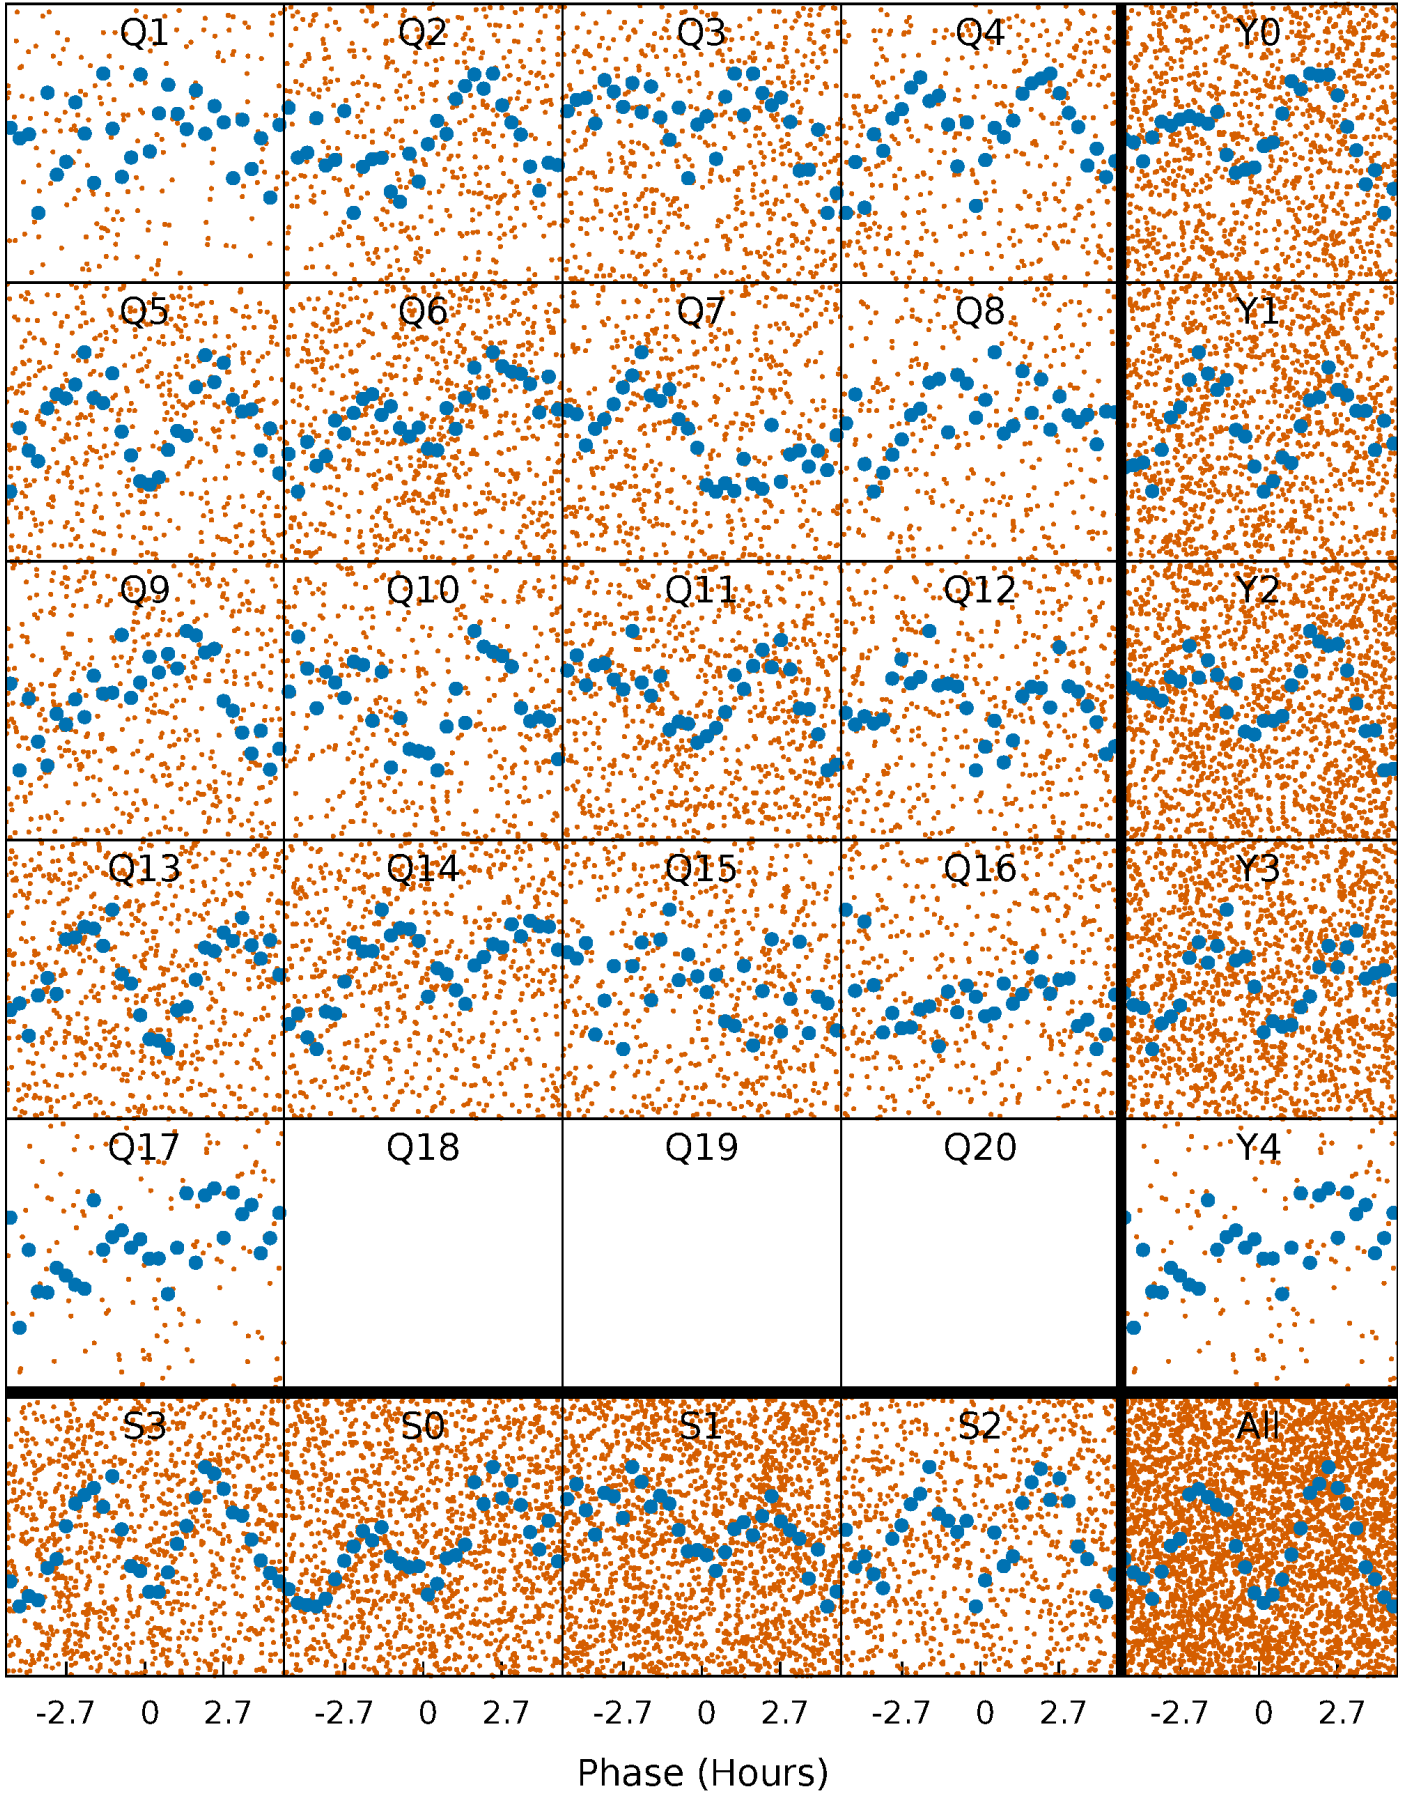 Q1 Q2 Q3 Q4 Y0
Q5 Q6 Q7 Q8 Y1
Q9 Q10 Q11 Q12 Y2
Q13 Q14 Q15 Q16 Y3
Q17 Q18 Q19 Q20 Y4
S3 S0 S1 S2 All
-2.7 0 2.7 -2.7 0 2.7 -2.7 0 2.7 -2.7 0 2.7 -2.7 0 2.7
Phase (Hours)